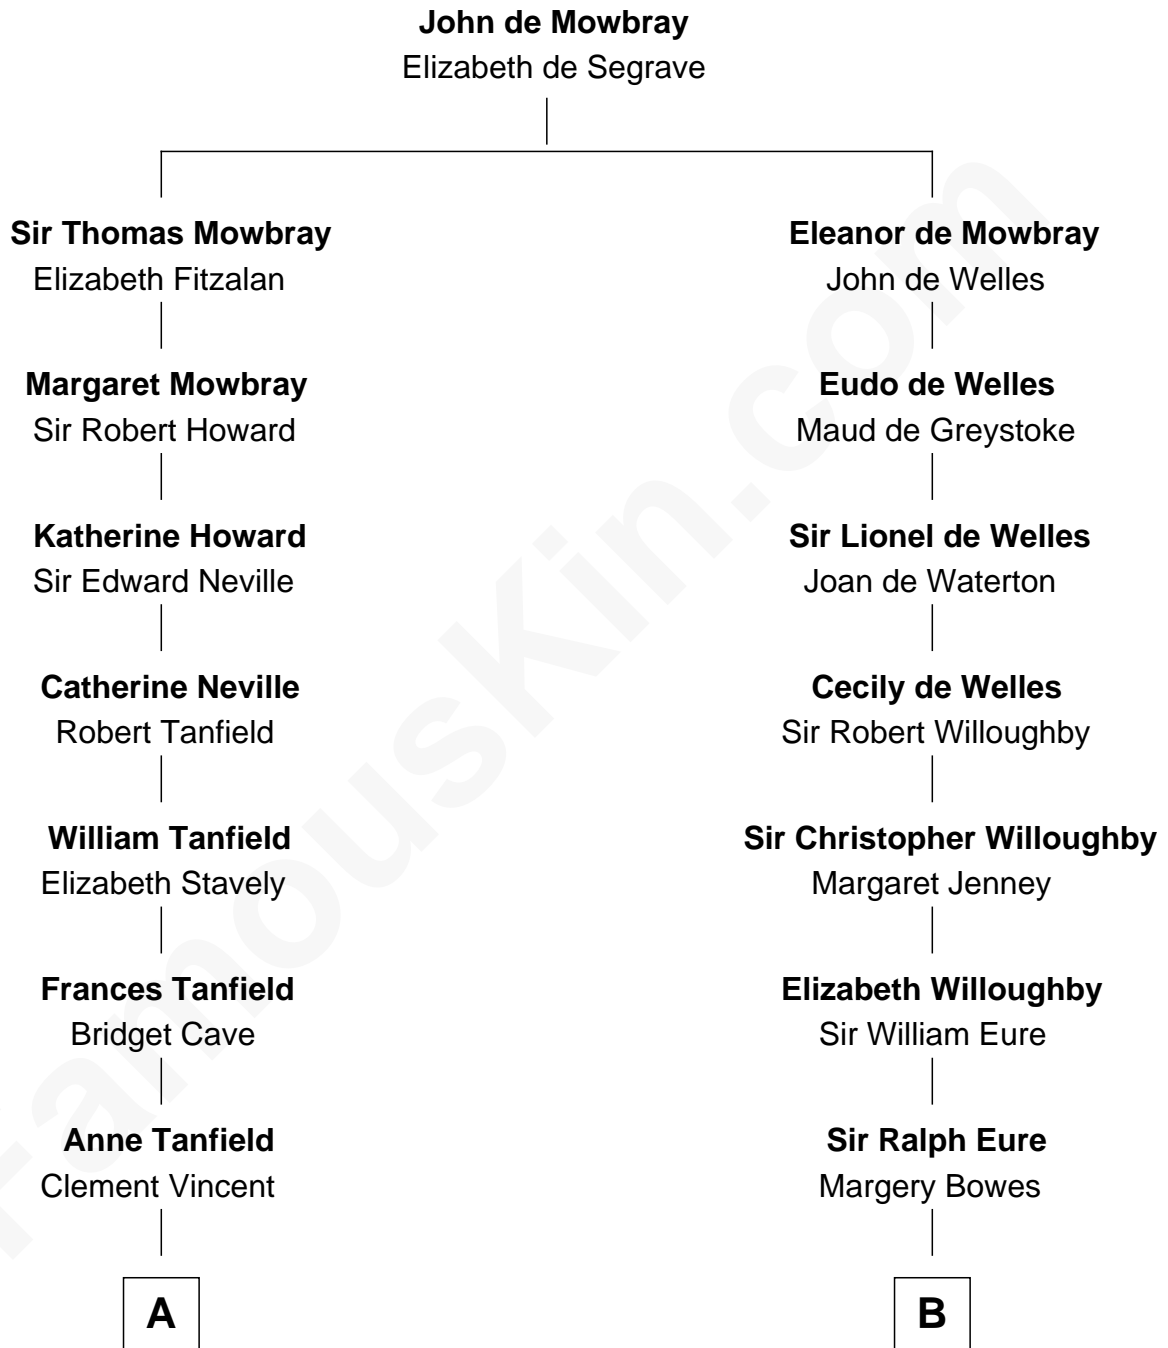 John de Mowbray
Elizabeth de Segrave
Sir Thomas Mowbray
Elizabeth Fitzalan
Margaret Mowbray
Sir Robert Howard
Katherine Howard
Sir Edward Neville
Catherine Neville
Robert Tanfield
William Tanfield
Elizabeth Stavely
Frances Tanfield
Bridget Cave
Anne Tanfield
Clement Vincent
A
Eleanor de Mowbray
John de Welles
Eudo de Welles
Maud de Greystoke
Sir Lionel de Welles
Joan de Waterton
Cecily de Welles
Sir Robert Willoughby
Sir Christopher Willoughby
Margaret Jenney
Elizabeth Willoughby
Sir William Eure
Sir Ralph Eure
Margery Bowes
B
FamousKin.com